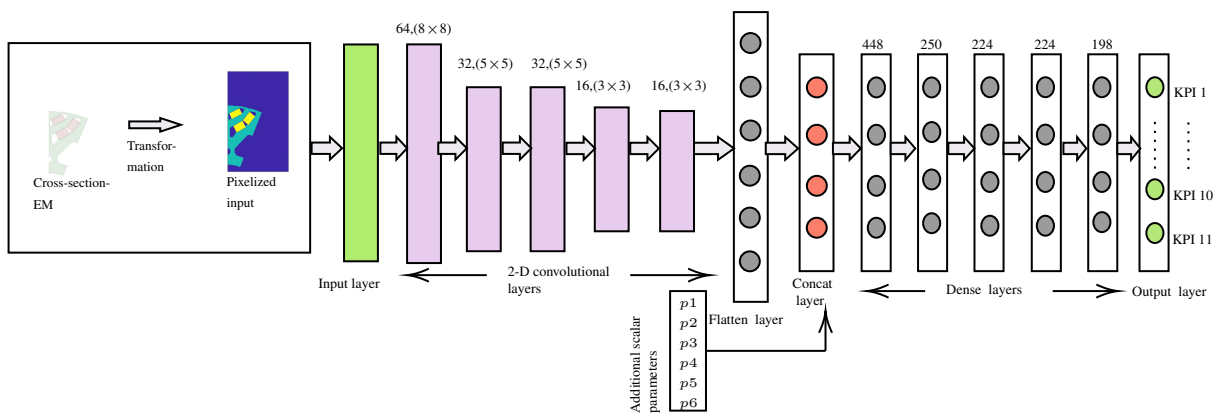 64,(8×8)
32,(5×5)
32,(5×5)
16,(3×3)
16,(3×3)
448
250
224
224
198
Cross-section-
EM
Transfor-
mation
Pixelized
input
Input layer
2-D convolutional
layers
Flatten layer
Concat
layer
Dense layers
Output layer
KPI 1
KPI 10
KPI 11
Additional scalar
parameters
p1
p2
p3
p4
p5
p6